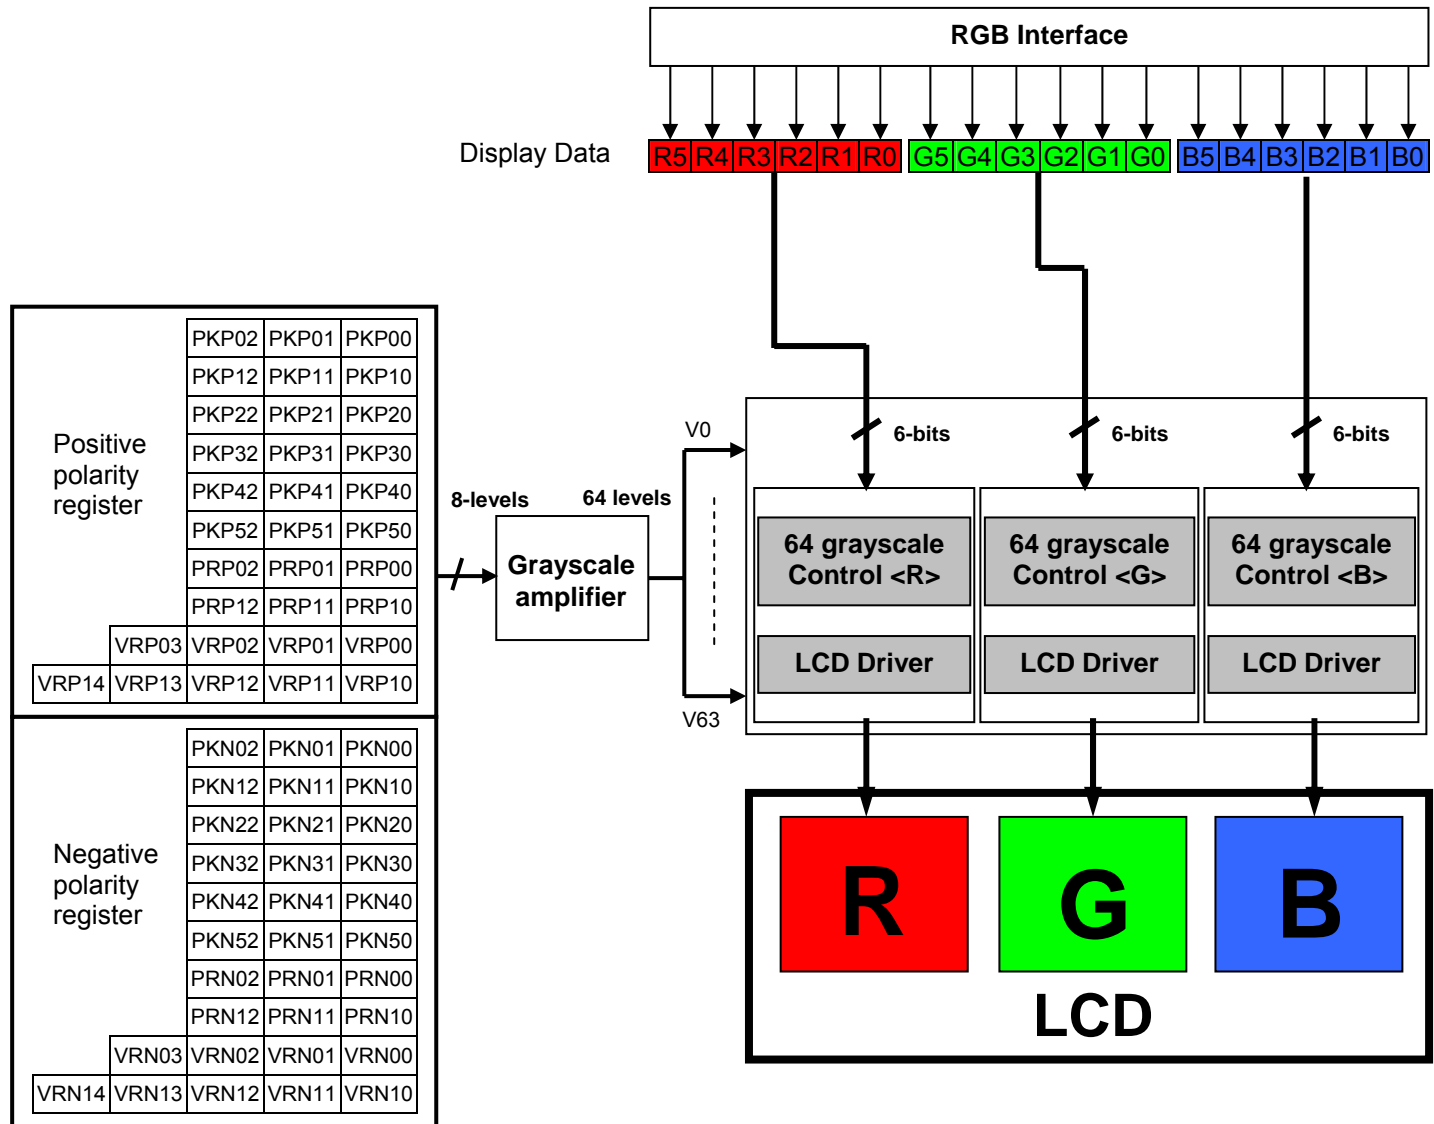 RGB Interface
Display Data
R5 R4 R3 R2 R1 R0 G5 G4 G3 G2 G1 G0 B5 B4 B3 B2 B1 B0
Positive
polarity
register
PKP02 PKP01 PKP00
PKP12 PKP11 PKP10
PKP22 PKP21 PKP20
PKP32 PKP31 PKP30
PKP42 PKP41 PKP40
PKP52 PKP51 PKP50
PRP02 PRP01 PRP00
PRP12 PRP11 PRP10
VRP03 VRP02 VRP01 VRP00
VRP14 VRP13 VRP12 VRP11 VRP10
Negative
polarity
register
PKN02 PKN01 PKN00
PKN12 PKN11 PKN10
PKN22 PKN21 PKN20
PKN32 PKN31 PKN30
PKN42 PKN41 PKN40
PKN52 PKN51 PKN50
PRN02 PRN01 PRN00
PRN12 PRN11 PRN10
VRN03 VRN02 VRN01 VRN00
VRN14 VRN13 VRN12 VRN11 VRN10
8-levels
Grayscale
amplifier
64 levels
V0
V63
6-bits
6-bits
6-bits
64 grayscale
Control <R>
LCD Driver
64 grayscale
Control <G>
LCD Driver
64 grayscale
Control <B>
LCD Driver
R G B
LCD